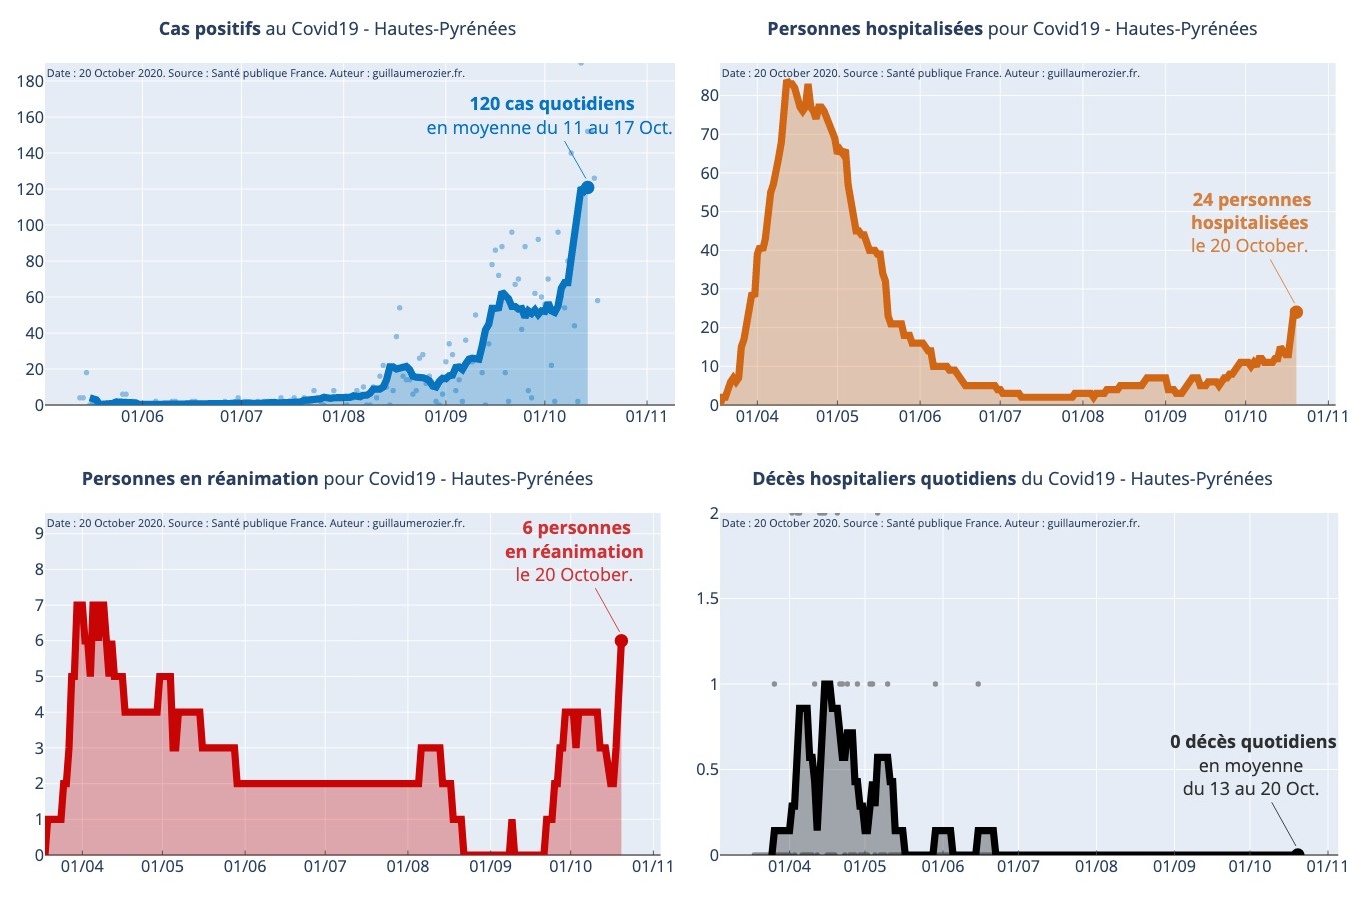 Cas positifs au Covid19 - Hautes-Pyrénées
Date : 20 October 2020. Source : Santé publique France. Auteur : guillaumerozier.fr.
120 cas quotidiens
en moyenne du 11 au 17 Oct.
180
160
140
120
100
80
60
40
20
0
01/06 01/07 01/08 01/09 01/10 01/11
Personnes hospitalisées pour Covid19 - Hautes-Pyrénées
Date : 20 October 2020. Source : Santé publique France. Auteur : guillaumerozier.fr.
24 personnes
hospitalisées
le 20 October.
80
70
60
50
40
30
20
10
0
01/04 01/05 01/06 01/07 01/08 01/09 01/10 01/11
Personnes en réanimation pour Covid19 - Hautes-Pyrénées
Date : 20 October 2020. Source : Santé publique France. Auteur : guillaumerozier.fr.
6 personnes
en réanimation
le 20 October.
9
8
7
6
5
4
3
2
1
0
01/04 01/05 01/06 01/07 01/08 01/09 01/10 01/11
Décès hospitaliers quotidiens du Covid19 - Hautes-Pyrénées
Date : 20 October 2020. Source : Santé publique France. Auteur : guillaumerozier.fr.
0 décès quotidiens
en moyenne
du 13 au 20 Oct.
2
1.5
1
0.5
0
01/04 01/05 01/06 01/07 01/08 01/09 01/10 01/11